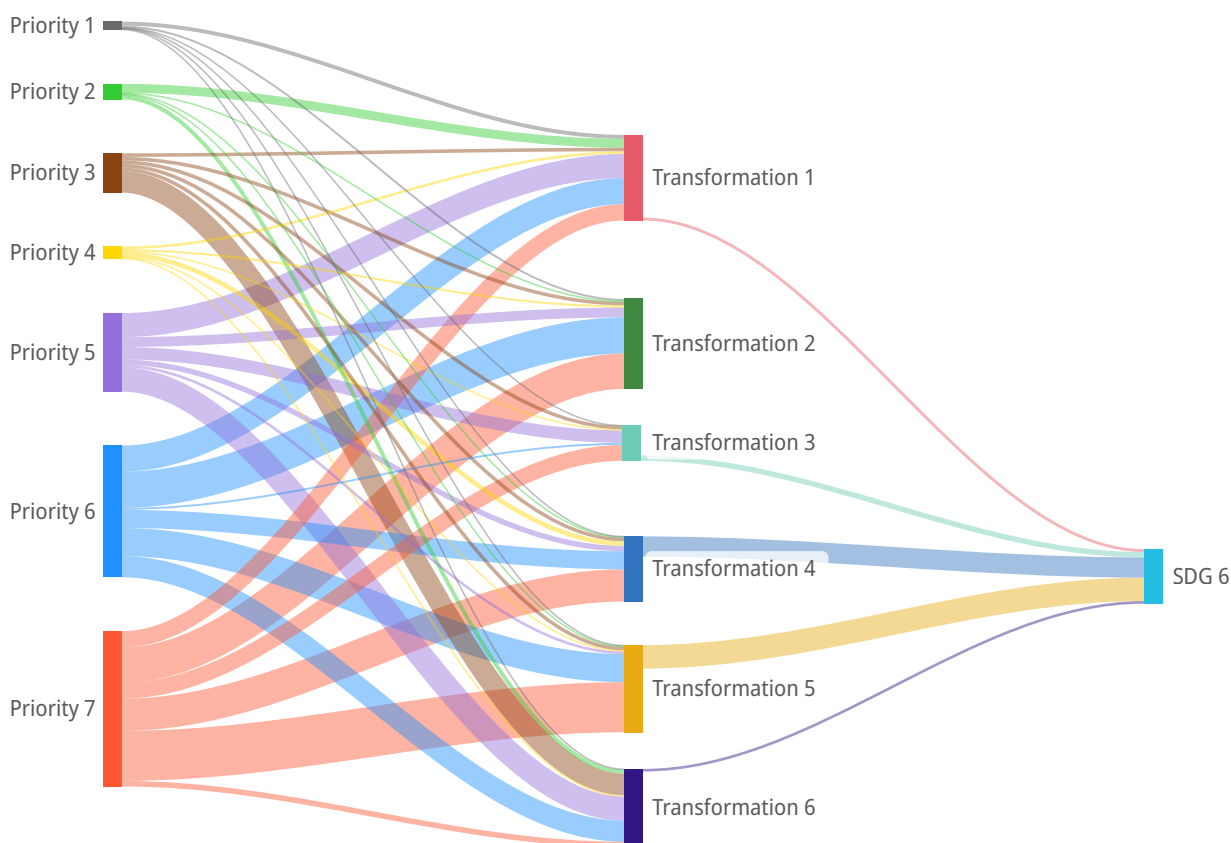 Priority 1
Priority 2
Priority 3
Priority 4
Priority 5
Priority 6
Priority 7
Transformation 1
Transformation 2
Transformation 3
Transformation 4
Transformation 5
Transformation 6
SDG 6